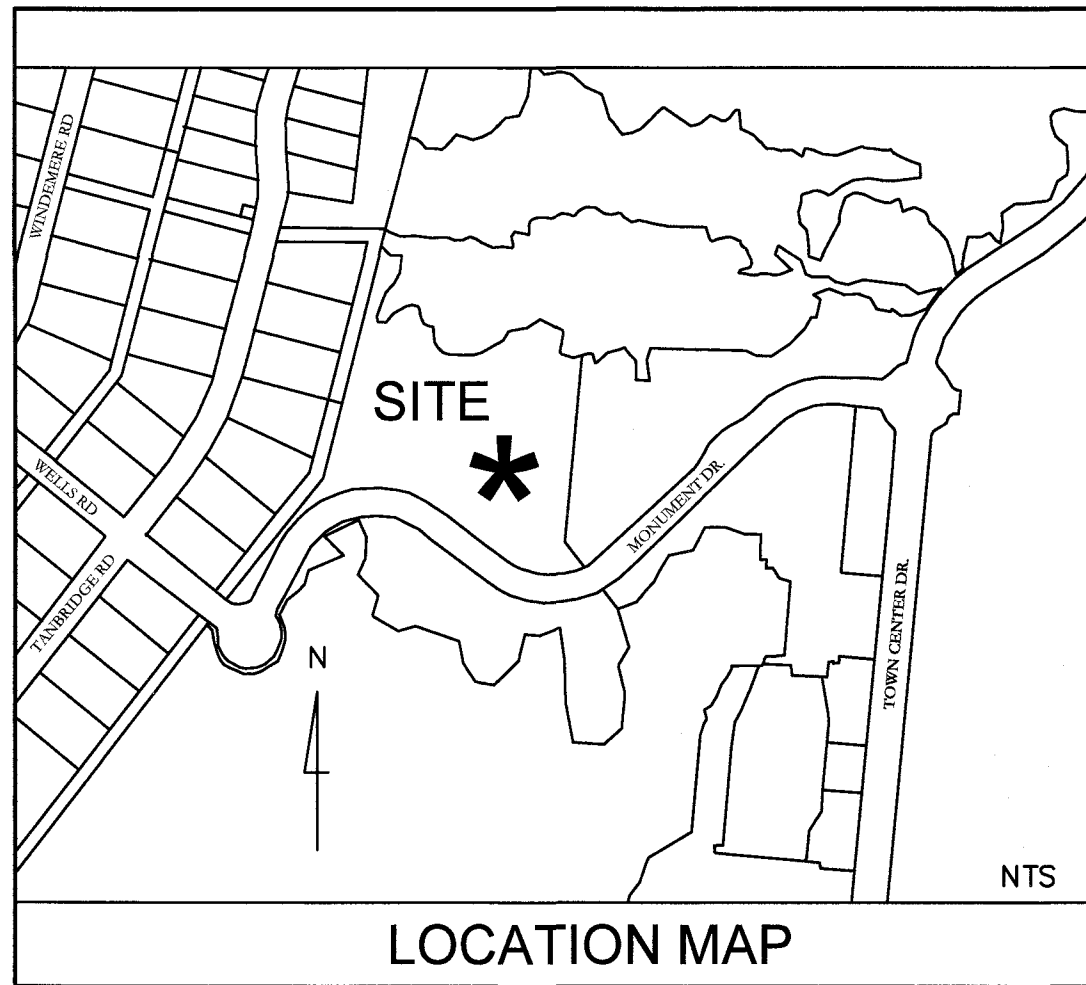 WINDEMERE RD
SITE
WELLS RD
MONUMENT DR.
TANBRIDGE RD
TOWN CENTER DR.
N
NTS
LOCATION MAP